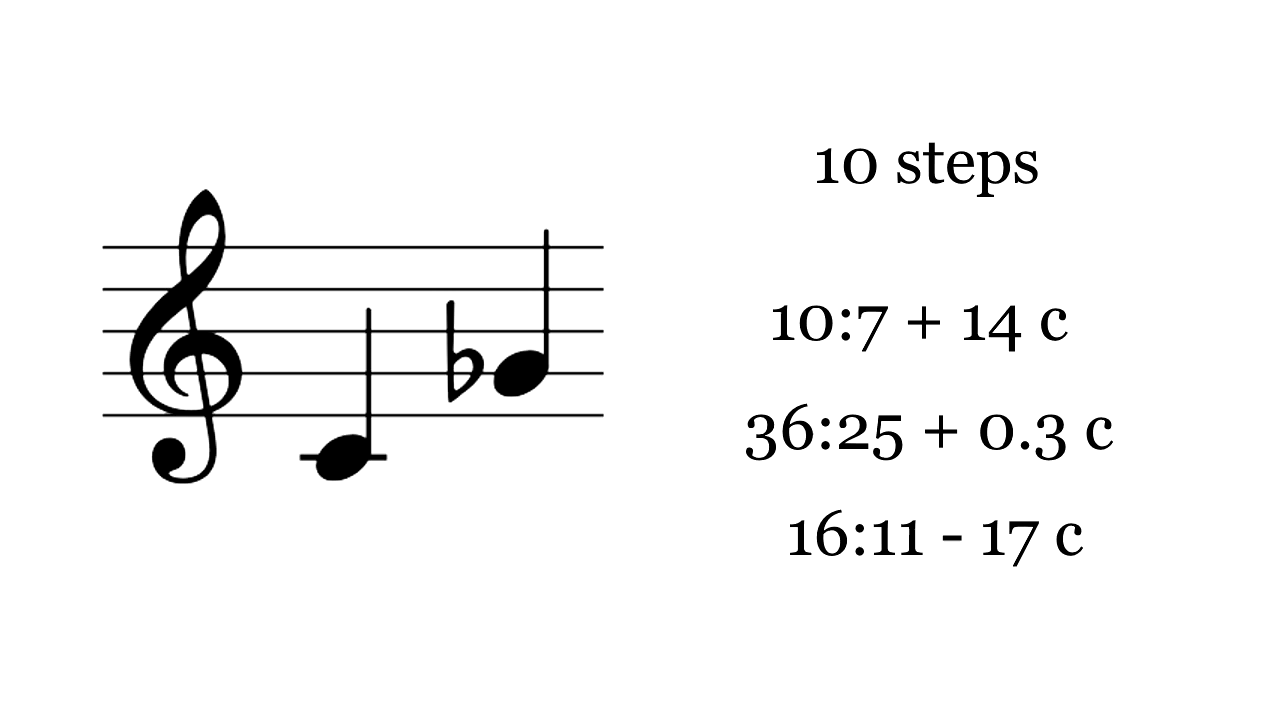 10 steps
10:7 + 14 c
36:25 + 0.3 c
16:11 - 17 c